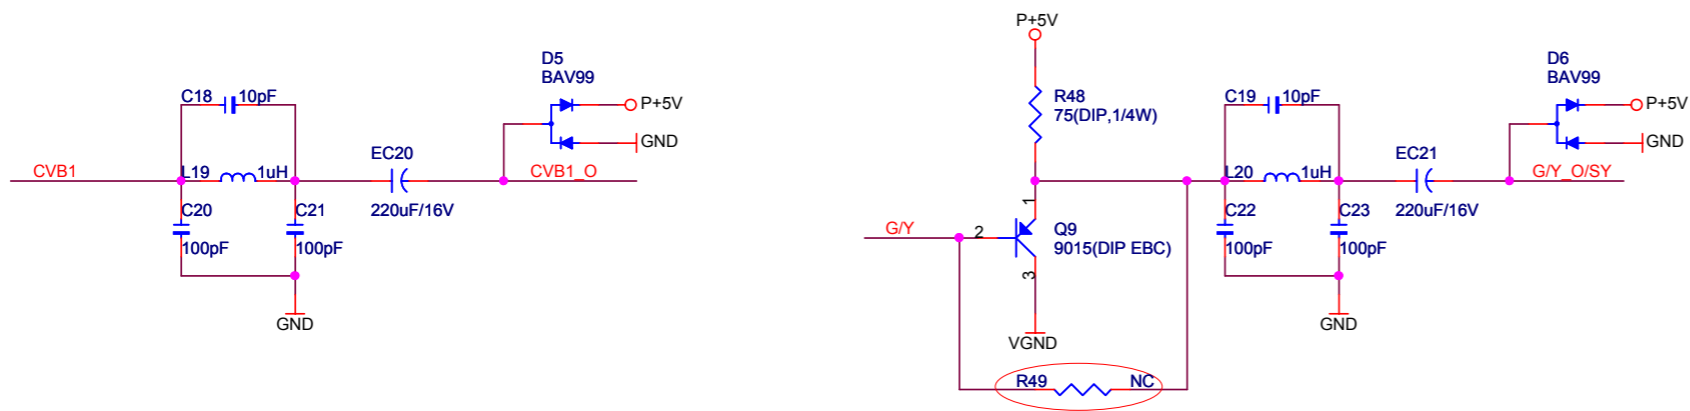 D5
BAV99
C18
10pF
P+5V
GND
EC20
CVB1
L19
1uH
CVB1_O
C20
C21
220uF/16V
100pF
100pF
GND
P+5V
D6
BAV99
R48
75(DIP,1/4W)
C19
10pF
P+5V
GND
EC21
L20
1uH
G/Y_O/SY
1
C22
C23
220uF/16V
G/Y
2
Q9
9015(DIP EBC)
100pF
100pF
3
GND
VGND
R49
NC